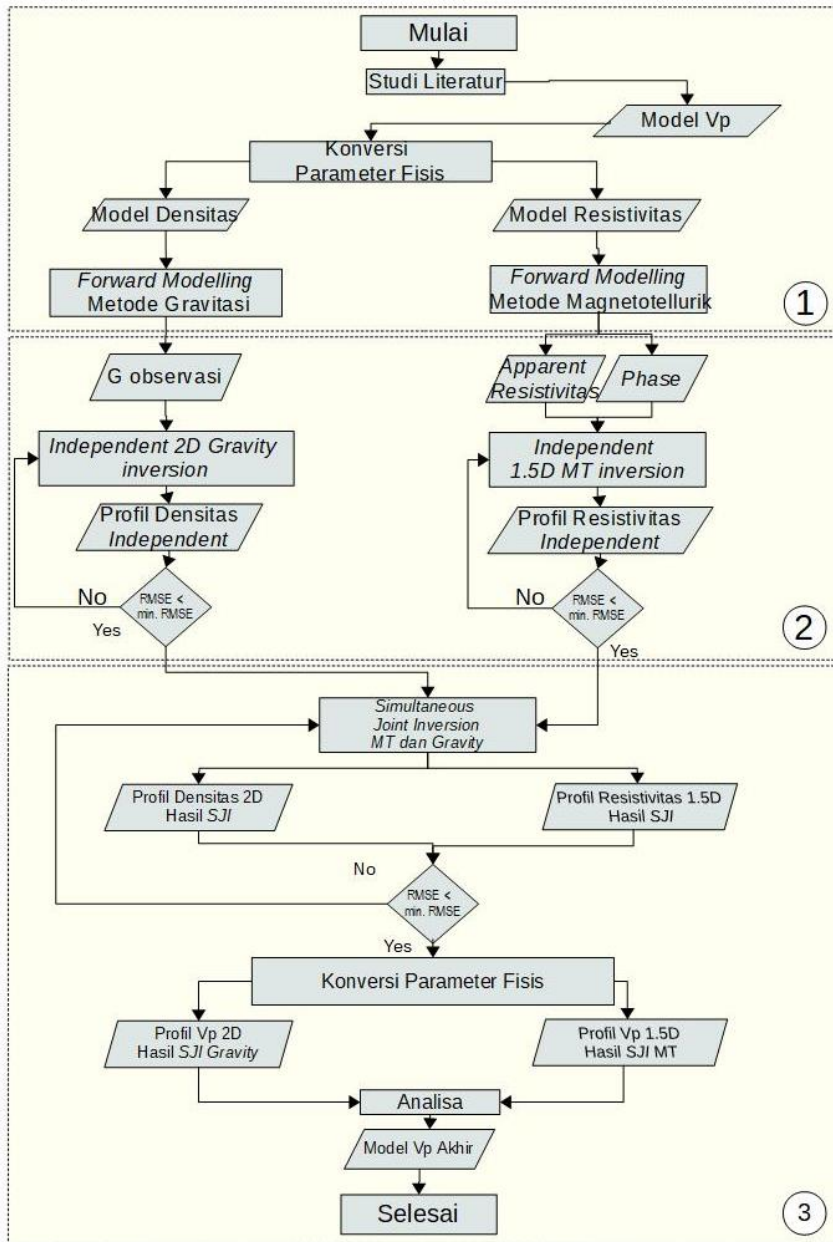 Mulai
Studi Literatur
Model Vp
Konversi
Parameter Fisis
Model Densitas
Model Resistivitas
Forward Modelling
Metode Gravitasi
Forward Modelling
Metode Magnetotellurik
1
G observasi
Apparent
Resistivitas
Phase
Independent 2D Gravity
inversion
Independent
1.5D MT inversion
Profil Densitas
Independent
Profil Resistivitas
Independent
No
RMSE <
min. RMSE
Yes
No
RMSE <
min. RMSE
Yes
2
Simultaneous
Joint Inversion
MT dan Gravity
Profil Densitas 2D
Hasil SJI
Profil Resistivitas 1.5D
Hasil SJI
No
RMSE <
min. RMSE
Yes
Konversi Parameter Fisis
Profil Vp 2D
Hasil SJI Gravity
Profil Vp 1.5D
Hasil SJI MT
Analisa
Model Vp Akhir
Selesai
3